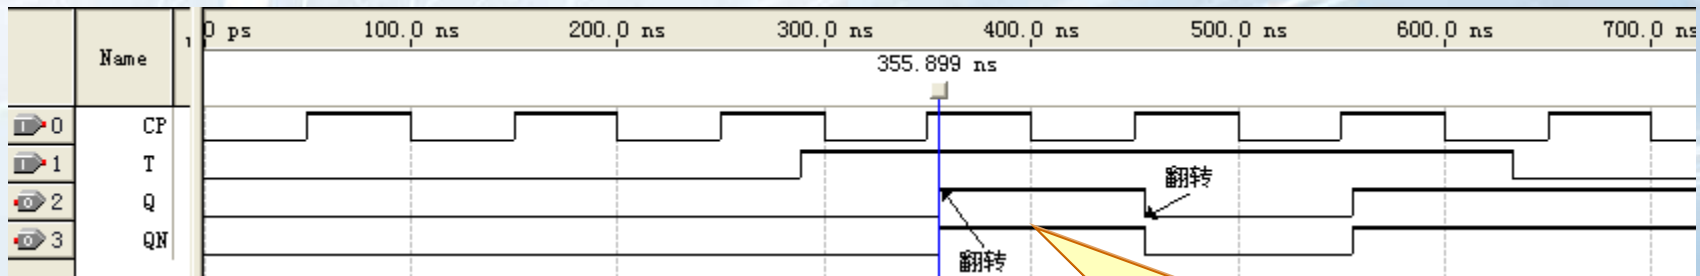 0 ps 100.0 ns 200.0 ns 300.0 ns 400.0 ns 500.0 ns 600.0 ns 700.0 ns
Name
355.899 ns
0 CP
1 T
翻转
2 Q
3 QN
翻转